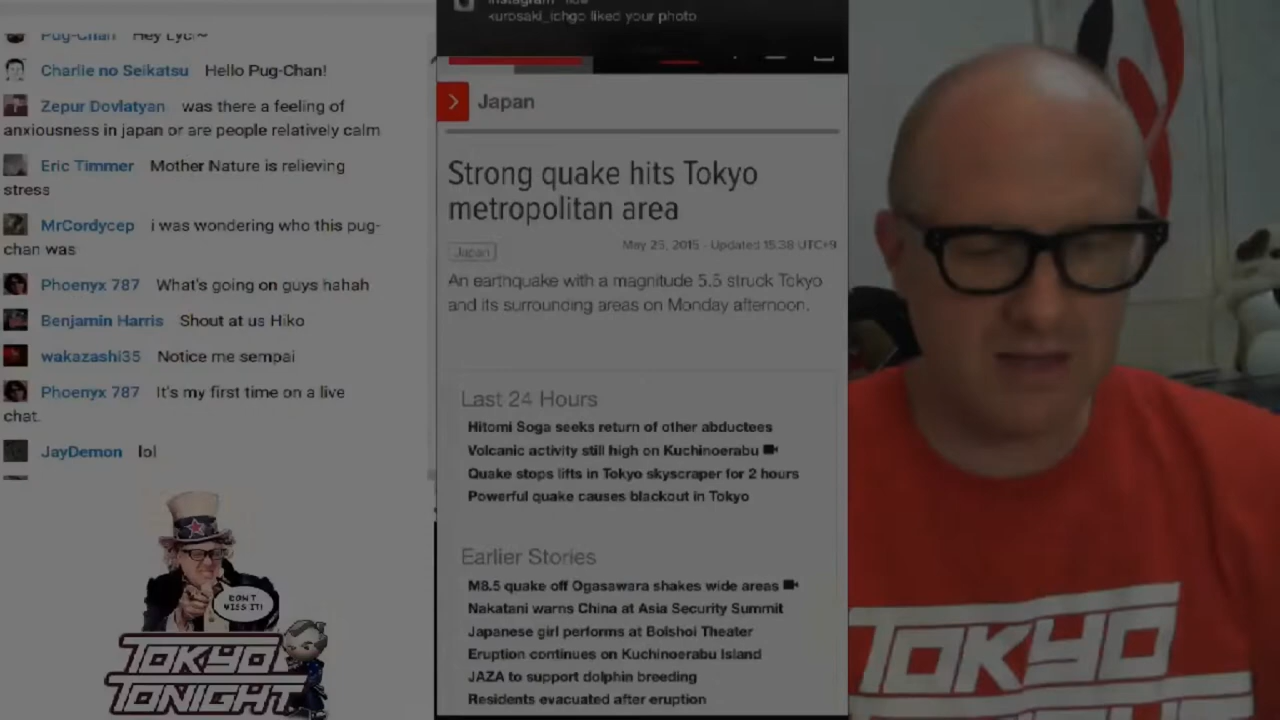 Pug-Chan Hey Lyci~
Charlie no Seikatsu Hello Pug-Chan!
Zepur Dovlatyan was there a feeling of
anxiousness in japan or are people relatively calm
Eric Timmer Mother Nature is relieving
stress
MrCordycep i was wondering who this pug-
chan was
Phoenyx 787 What's going on guys hahah
Benjamin Harris Shout at us Hiko
wakazashi35 Notice me sempai
Phoenyx 787 It's my first time on a live
chat.
JayDemon lol
DON'T
MISS IT!
TOKYO
TONIGHT
Instagram
kurosaki_ichgo liked your photo
Japan
Strong quake hits Tokyo
metropolitan area
Japan
May 25, 2015 - Updated 15:38 UTC+9
An earthquake with a magnitude 5.5 struck Tokyo
and its surrounding areas on Monday afternoon.
Last 24 Hours
Hitomi Soga seeks return of other abductees
Volcanic activity still high on Kuchinoerabu
Quake stops lifts in Tokyo skyscraper for 2 hours
Powerful quake causes blackout in Tokyo
Earlier Stories
M8.5 quake off Ogasawara shakes wide areas
Nakatani warns China at Asia Security Summit
Japanese girl performs at Bolshoi Theater
Eruption continues on Kuchinoerabu Island
JAZA to support dolphin breeding
Residents evacuated after eruption
TOKYO